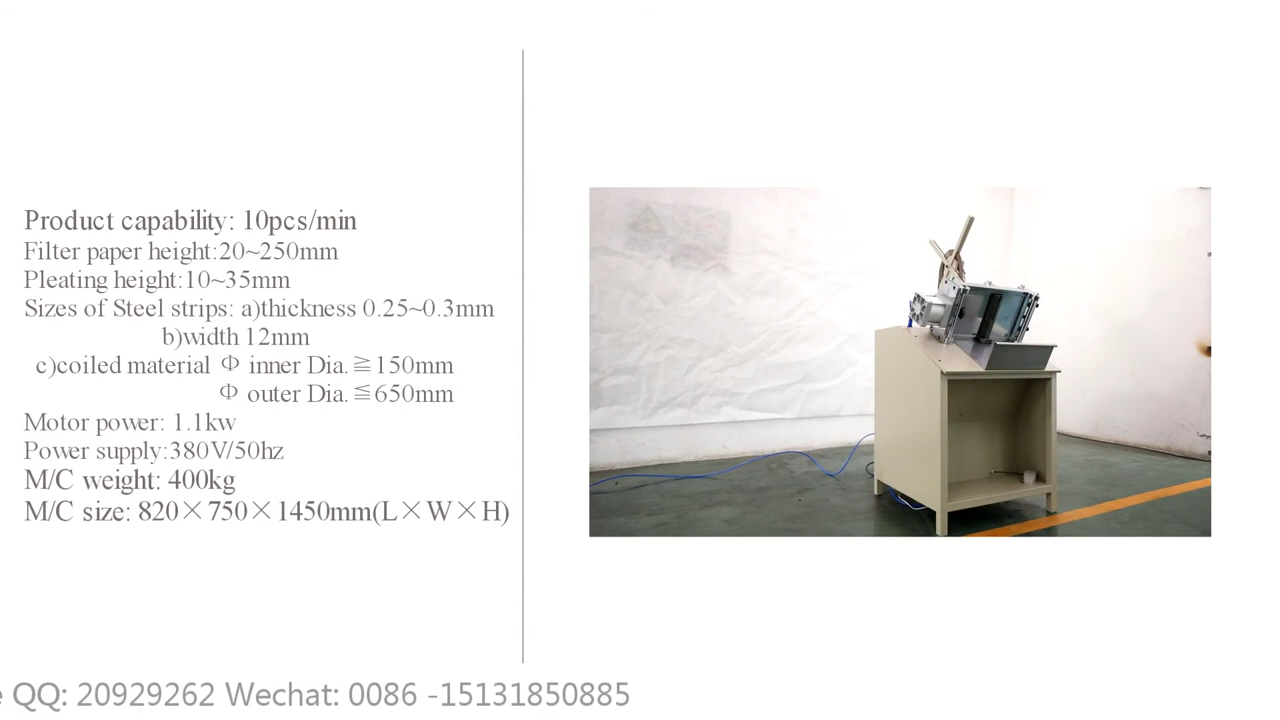 Product capability: 10pcs/min
Filter paper height:20~250mm
Pleating height:10~35mm
Sizes of Steel strips: a)thickness 0.25~0.3mm
b)width 12mm
c)coiled material Φ inner Dia.≧150mm
Φ outer Dia.≦650mm
Motor power: 1.1kw
Power supply:380V/50hz
M/C weight: 400kg
M/C size: 820×750×1450mm(L×W×H)
QQ: 20929262 Wechat: 0086 -15131850885